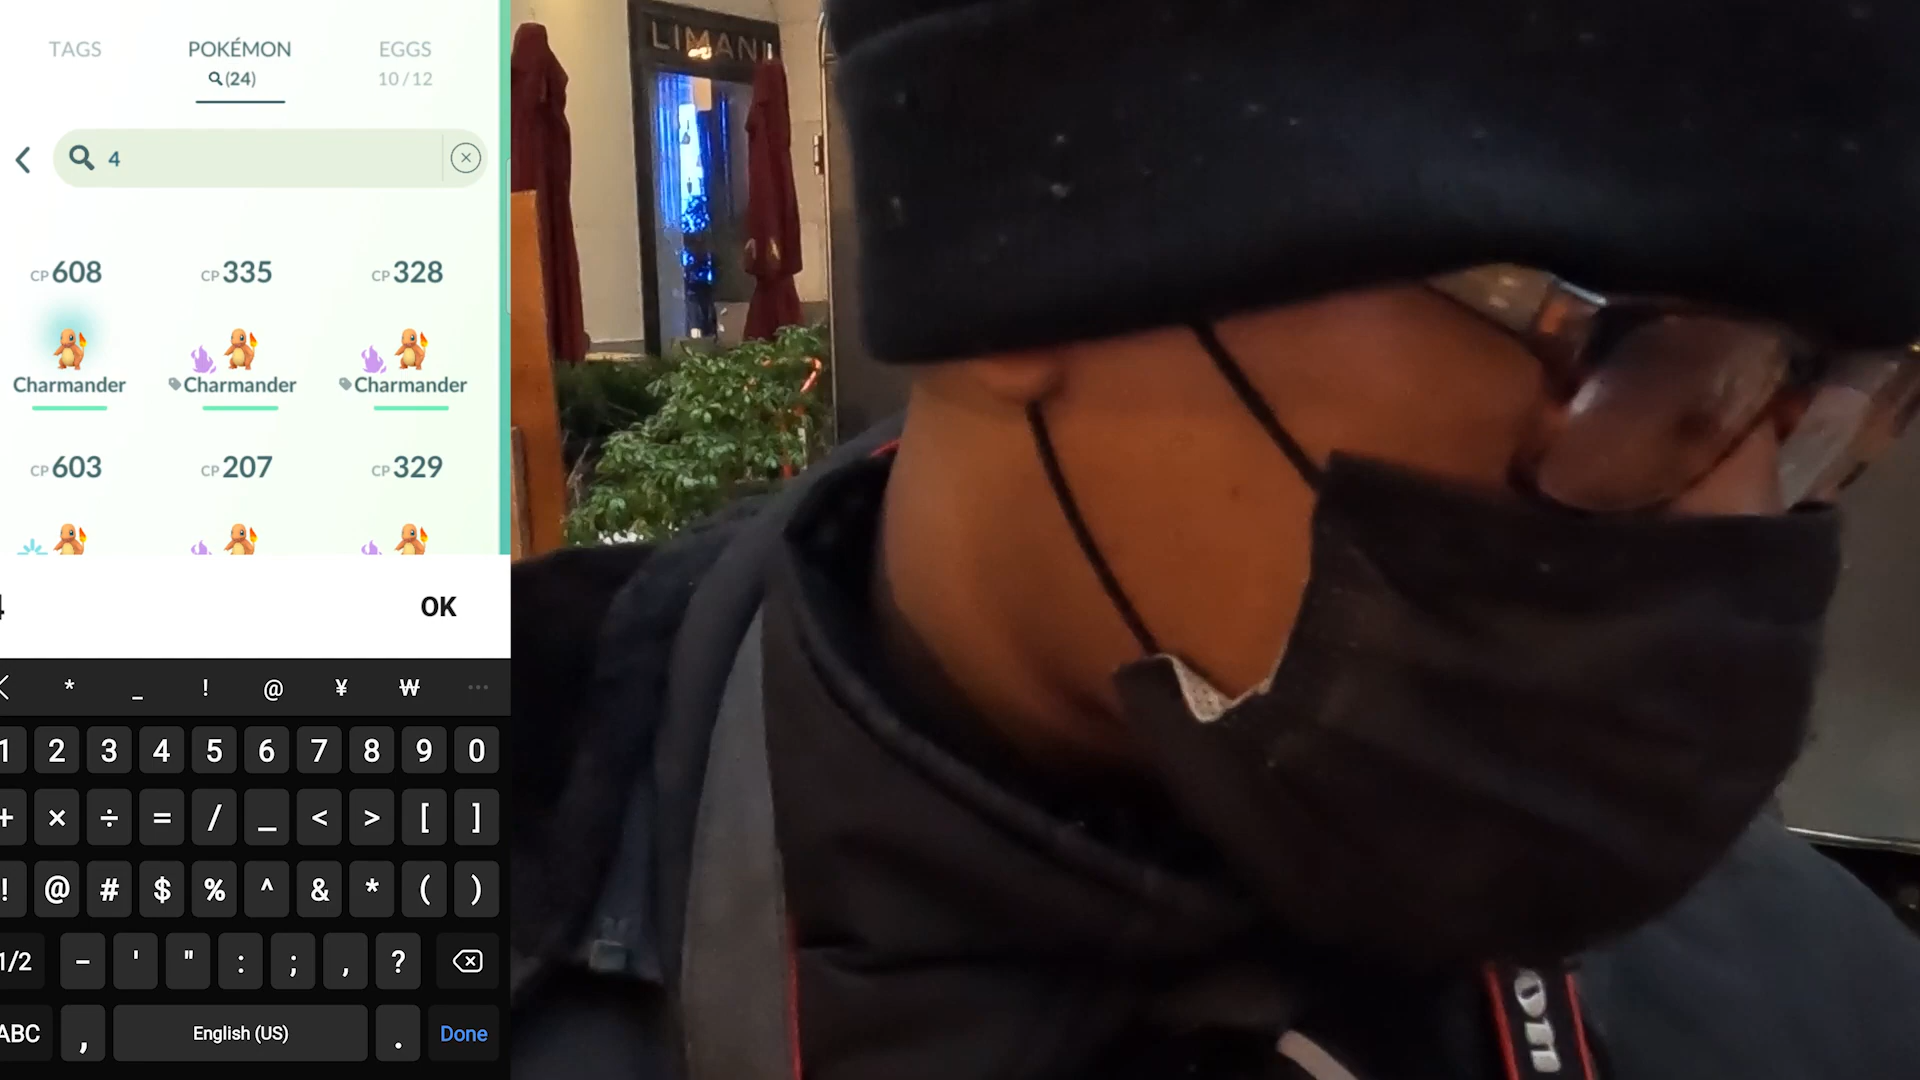 TAGS
POKÉMON
(24)
EGGS
10/12
4
CP608
CP335
CP328
Charmander
Charmander
Charmander
CP603
CP207
CP329
OK
* _ ! @ ¥ ₩ ...
1 2 3 4 5 6 7 8 9 0
+ × ÷ = / _ < > [ ]
! @ # $ % ^ & * ( )
1/2 - ' " : ; , ?
ABC , English (US) . Done
LIMANI